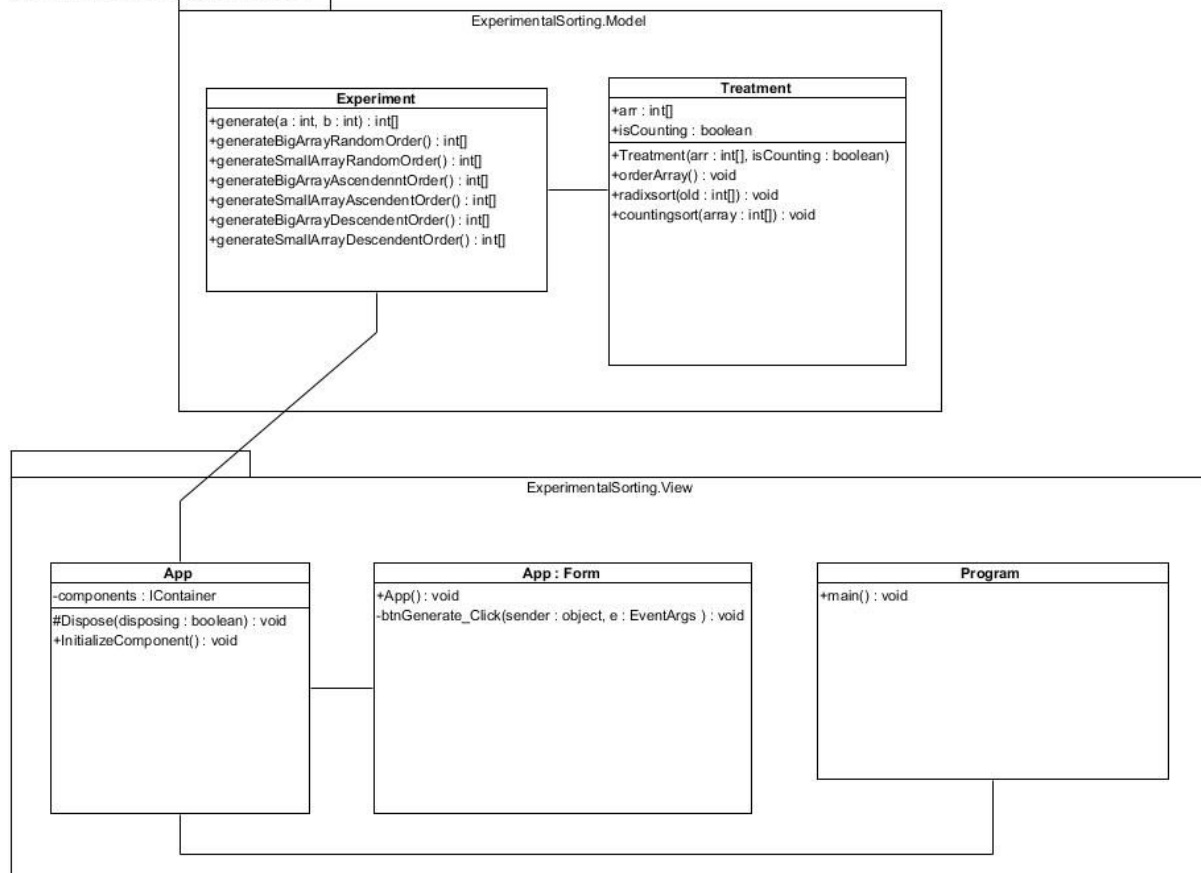 ExperimentalSorting.Model
Experiment
+generate(a : int, b : int) : int[]
+generateBigArrayRandomOrder() : int[]
+generateSmallArrayRandomOrder() : int[]
+generateBigArrayAscendenntOrder() : int[]
+generateSmallArrayAscendentOrder() : int[]
+generateBigArrayDescendentOrder() : int[]
+generateSmallArrayDescendentOrder() : int[]
Treatment
+arr : int[]
+isCounting : boolean
+Treatment(arr : int[], isCounting : boolean)
+orderArray() : void
+radixsort(old : int[]) : void
+countingsort(array : int[]) : void
ExperimentalSorting.View
App
-components : IContainer
#Dispose(disposing : boolean) : void
+InitializeComponent() : void
App : Form
+App() : void
-btnGenerate_Click(sender : object, e : EventArgs ) : void
Program
+main() : void